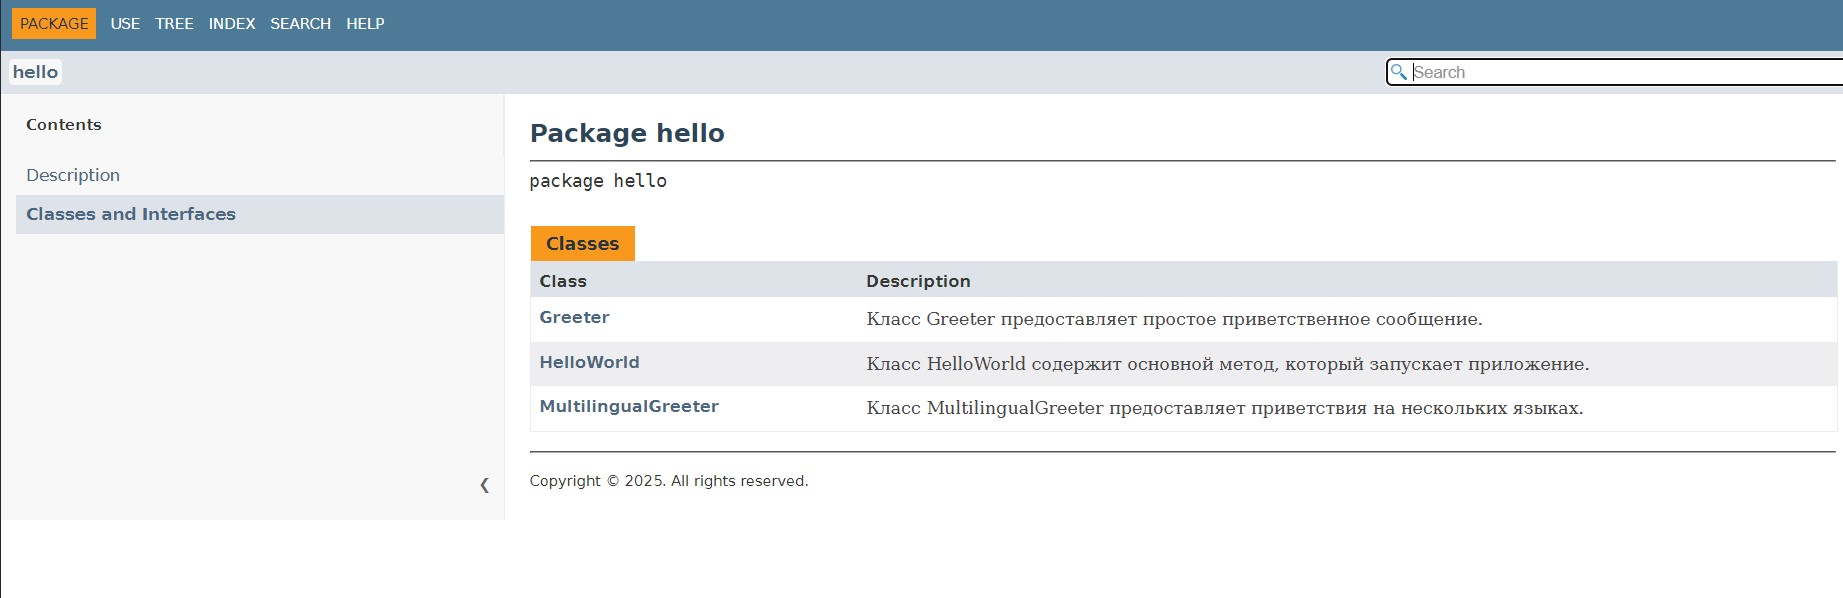 PACKAGE USE TREE INDEX SEARCH HELP
hello
Search
Contents
Description
Classes and Interfaces
Package hello
package hello
Classes
Class Description
Greeter Класс Greeter предоставляет простое приветственное сообщение.
HelloWorld Класс HelloWorld содержит основной метод, который запускает приложение.
MultilingualGreeter Класс MultilingualGreeter предоставляет приветствия на нескольких языках.
Copyright © 2025. All rights reserved.